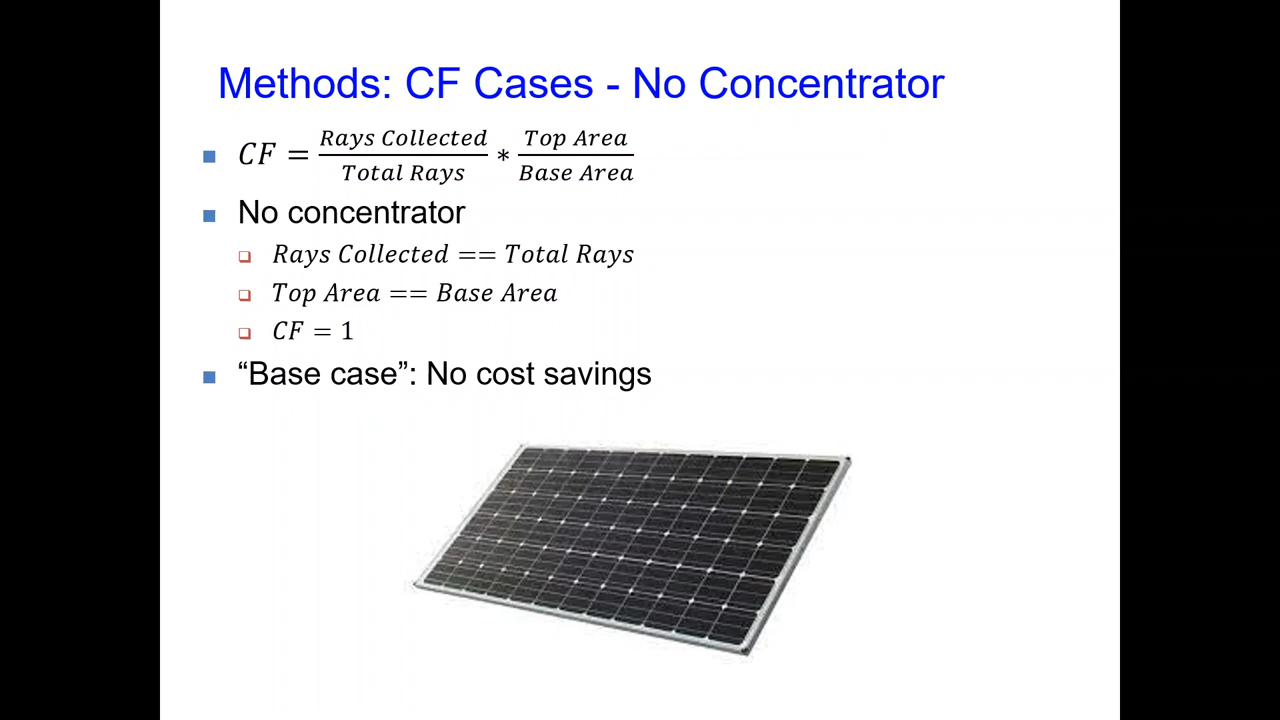 Methods: CF Cases - No Concentrator
CF = Rays Collected / Total Rays * Top Area / Base Area
No concentrator
Rays Collected == Total Rays
Top Area == Base Area
CF = 1
“Base case”: No cost savings